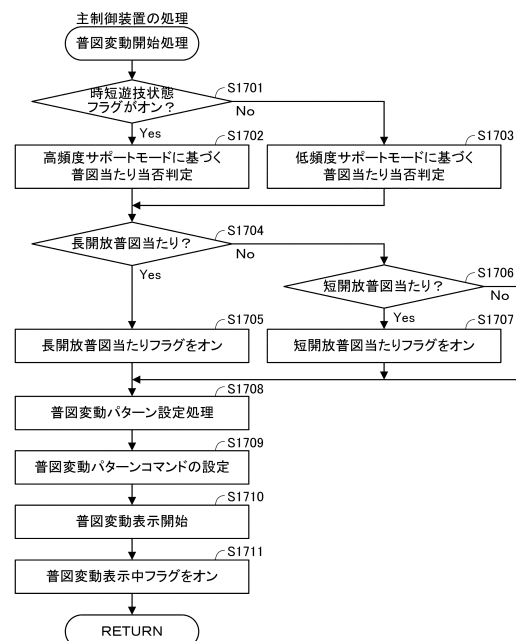 主制御装置の処理
普図変動開始処理
S1701
時短遊技状態
フラグがオン？
No
Yes
S1702
高頻度サポートモードに基づく
普図当たり当否判定
S1703
低頻度サポートモードに基づく
普図当たり当否判定
S1704
長開放普図当たり？
No
Yes
S1706
短開放普図当たり？
No
Yes
S1705
長開放普図当たりフラグをオン
S1707
短開放普図当たりフラグをオン
S1708
普図変動パターン設定処理
S1709
普図変動パターンコマンドの設定
S1710
普図変動表示開始
S1711
普図変動表示中フラグをオン
RETURN